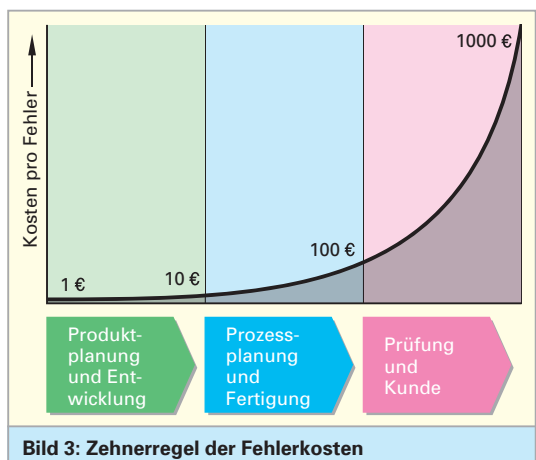 Kosten pro Fehler
1 €
10 €
100 €
1000 €
Produkt-
planung
und Ent-
wicklung
Prozess-
planung
und
Fertigung
Prüfung
und
Kunde
Bild 3: Zehnerregel der Fehlerkosten